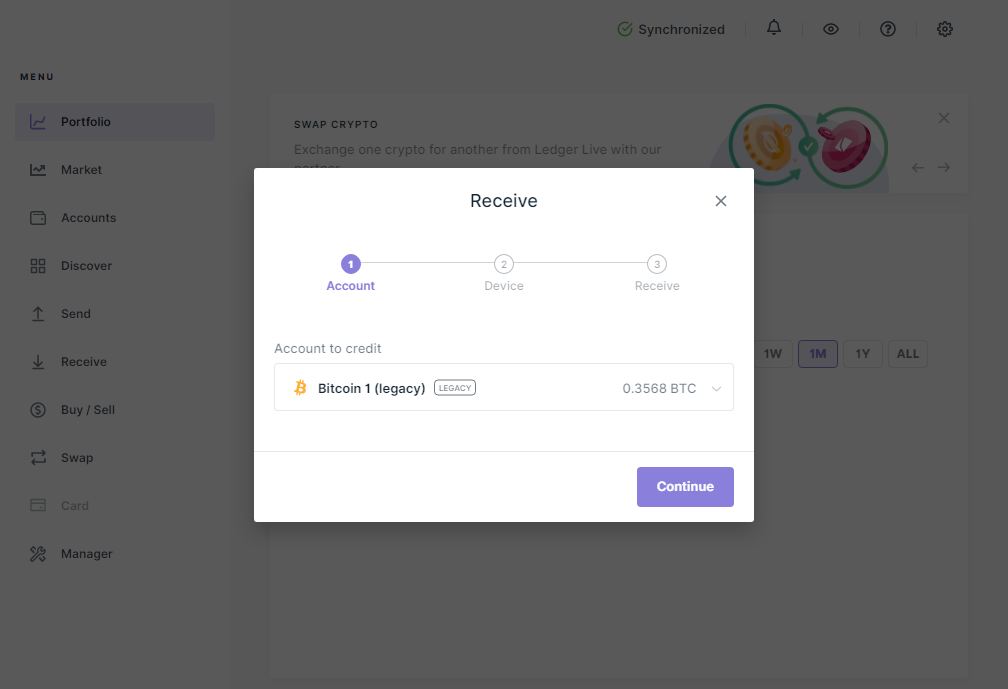 Synchronized
MENU
Portfolio
Market
Accounts
Discover
Send
Receive
Buy / Sell
Swap
Card
Manager
SWAP CRYPTO
Exchange one crypto for another from Ledger Live with our
partner
Receive
1
2
3
Account
Device
Receive
Account to credit
Bitcoin 1 (legacy) LEGACY 0.3568 BTC
1W 1M 1Y ALL
Continue